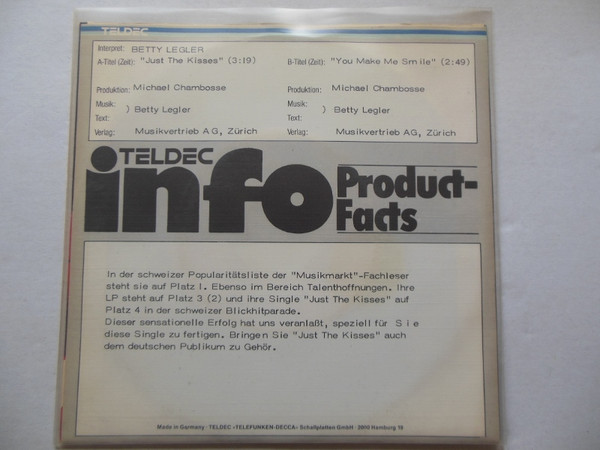 TELDEC
Interpret: BETTY LEGLER
A-Titel (Zeit): "Just The Kisses" (3:19) B-Titel (Zeit): "You Make Me Smile" (2:49)
Produktion: Michael Chambosse Produktion: Michael Chambosse
Musik: Musik:
) Betty Legler ) Betty Legler
Text: Text:
Verlag: Musikvertrieb AG, Zürich Verlag: Musikvertrieb AG, Zürich
TELDEC
info Product-
Facts
In der schweizer Popularitätsliste der "Musikmarkt"-Fachleser
steht sie auf Platz 1. Ebenso im Bereich Talenthoffnungen. Ihre
LP steht auf Platz 3 (2) und ihre Single "Just The Kisses" auf
Platz 4 in der schweizer Blickhitparade.
Dieser sensationelle Erfolg hat uns veranlaßt, speziell für S i e
diese Single zu fertigen. Bringen Sie "Just The Kisses" auch
dem deutschen Publikum zu Gehör.
Made in Germany · TELDEC »TELEFUNKEN-DECCA« Schallplatten GmbH · 2000 Hamburg 19